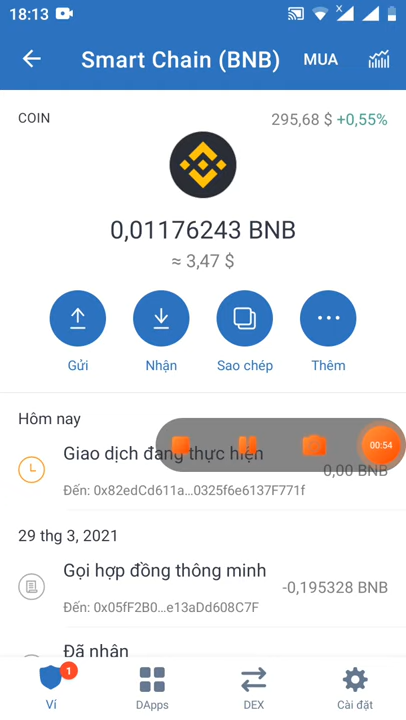 18:13
Smart Chain (BNB) MUA
COIN 295,68 $ +0,55%
0,01176243 BNB
≈ 3,47 $
Gửi Nhận Sao chép Thêm
Hôm nay
Giao dịch đang thực hiện
00:54
0,00 BNB
Đến: 0x82edCd611a...0325f6e6137F771f
29 thg 3, 2021
Gọi hợp đồng thông minh
-0,195328 BNB
Đến: 0x05fF2B0...e13aDd608C7F
Đã nhận
1
Ví DApps DEX Cài đặt